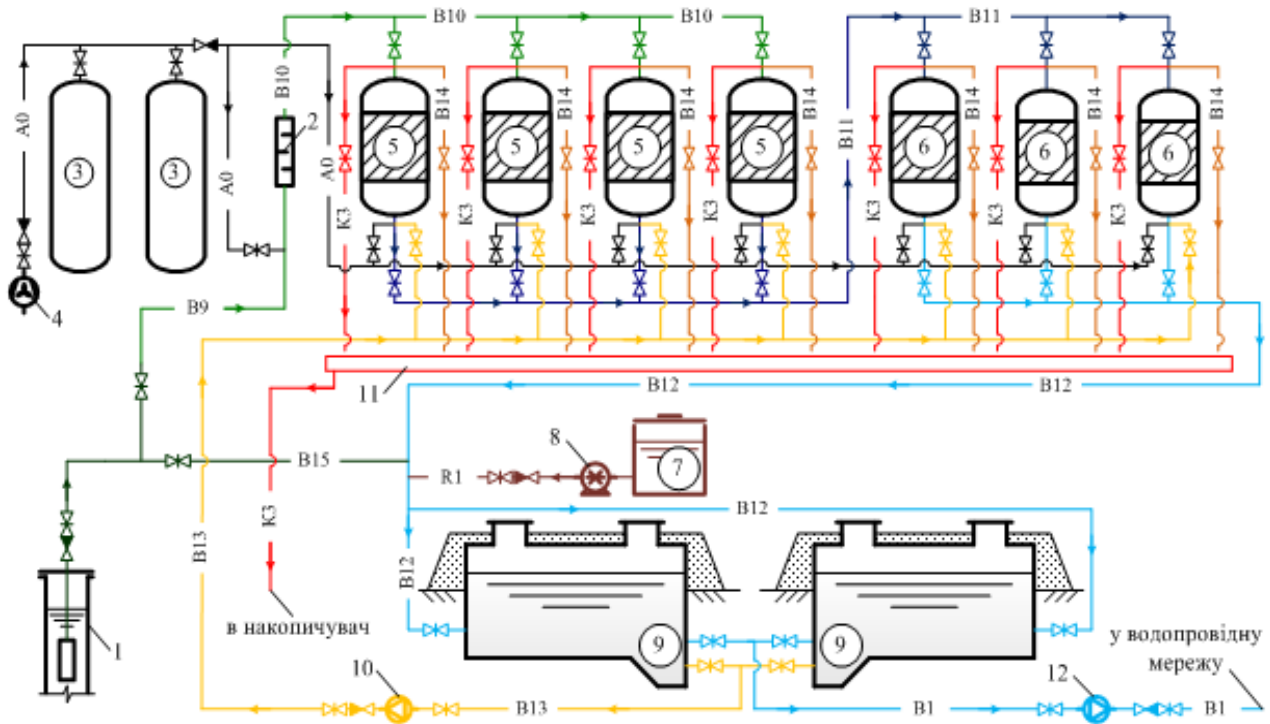 В10
В10
В11
А0
3
3
В10
2
А0
А0
К3
5
В14
К3
5
В14
К3
5
В14
К3
5
В14
В11
К3
6
В14
К3
6
В14
К3
6
В14
4
В9
11
В12
В12
8
7
В15
R1
К3
В13
В12
В12
1
в накопичувач
9
9
у водопровідну
мережу
10
12
В13
В1
В1